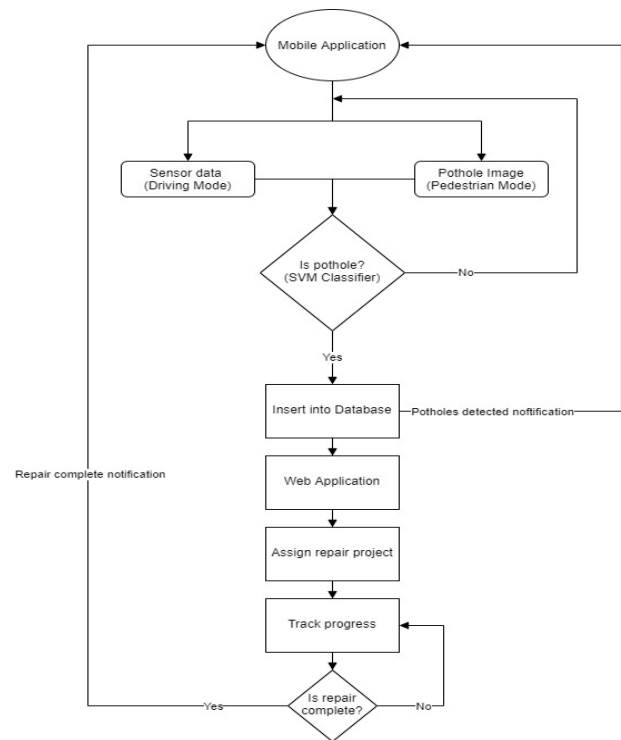 Mobile Application
Sensor data
(Driving Mode)
Pothole Image
(Pedestrian Mode)
Is pothole?
(SVM Classifier)
No
Yes
Insert into Database
Potholes detected noftification
Repair complete notification
Web Application
Assign repair project
Track progress
Is repair
complete?
Yes
No